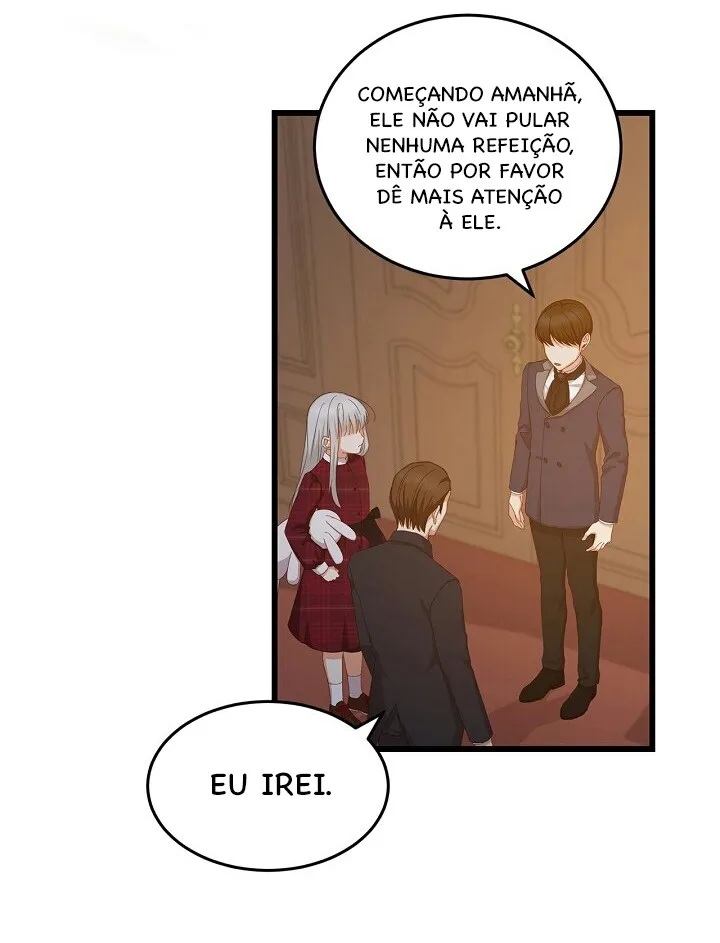 COMEÇANDO AMANHÃ,
ELE NÃO VAI PULAR
NENHUMA REFEIÇÃO,
ENTÃO POR FAVOR
DÊ MAIS ATENÇÃO
À ELE.
EU IREI.